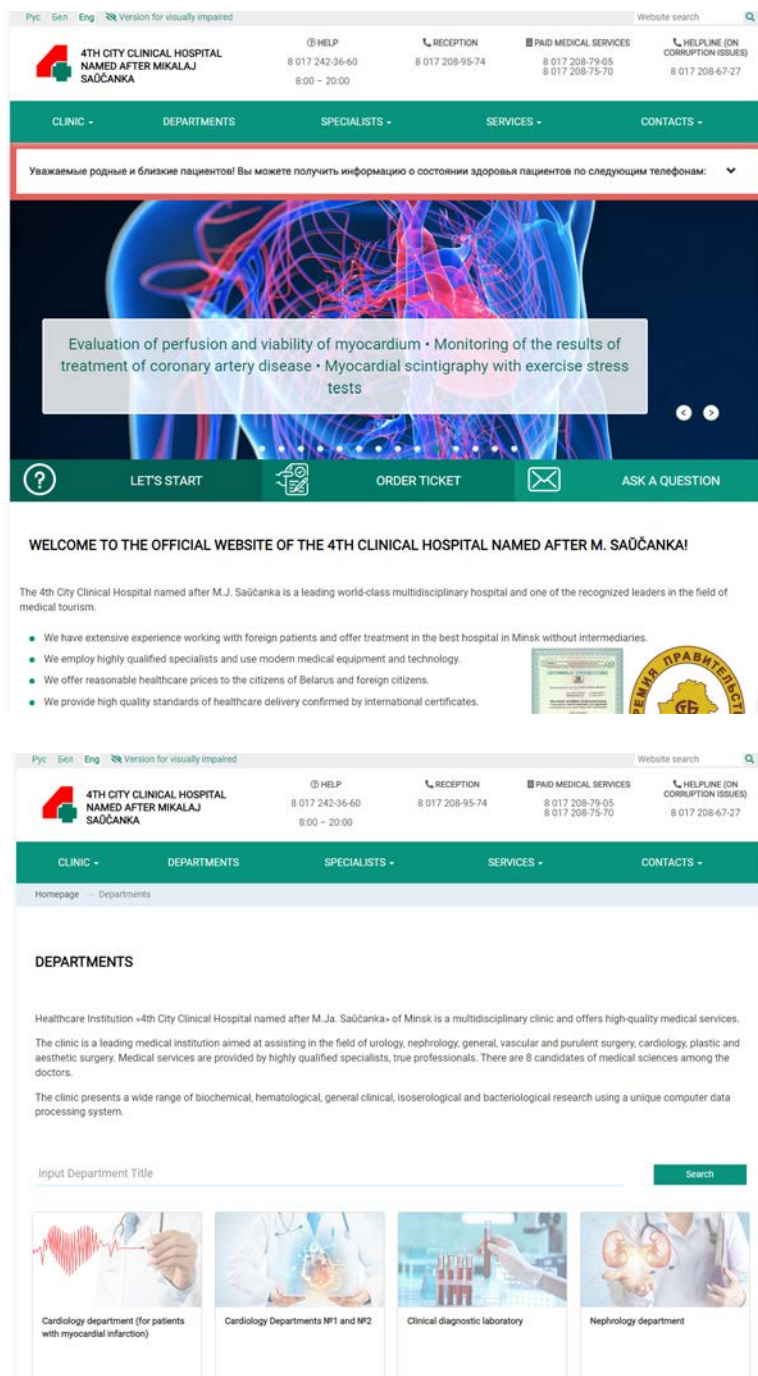 Рус Бел Eng Version for visually impaired Website search
4TH CITY CLINICAL HOSPITAL
NAMED AFTER MIKALAJ
SAŬČANKA
HELP
8 017 242-36-60
8:00 – 20:00
RECEPTION
8 017 208-95-74
PAID MEDICAL SERVICES
8 017 208-79-05
8 017 208-75-70
HELPLINE (ON
CORRUPTION ISSUES)
8 017 208-67-27
CLINIC DEPARTMENTS SPECIALISTS SERVICES CONTACTS
Уважаемые родные и близкие пациентов! Вы можете получить информацию о состоянии здоровья пациентов по следующим телефонам:
Evaluation of perfusion and viability of myocardium • Monitoring of the results of
treatment of coronary artery disease • Myocardial scintigraphy with exercise stress
tests
LET'S START ORDER TICKET ASK A QUESTION
WELCOME TO THE OFFICIAL WEBSITE OF THE 4TH CLINICAL HOSPITAL NAMED AFTER M. SAŬČANKA!
The 4th City Clinical Hospital named after M.J. Saŭčanka is a leading world-class multidisciplinary hospital and one of the recognized leaders in the field of
medical tourism.
We have extensive experience working with foreign patients and offer treatment in the best hospital in Minsk without intermediaries.
We employ highly qualified specialists and use modern medical equipment and technology.
We offer reasonable healthcare prices to the citizens of Belarus and foreign citizens.
We provide high quality standards of healthcare delivery confirmed by international certificates.
Рус Бел Eng Version for visually impaired Website search
4TH CITY CLINICAL HOSPITAL
NAMED AFTER MIKALAJ
SAŬČANKA
HELP
8 017 242-36-60
8:00 – 20:00
RECEPTION
8 017 208-95-74
PAID MEDICAL SERVICES
8 017 208-79-05
8 017 208-75-70
HELPLINE (ON
CORRUPTION ISSUES)
8 017 208-67-27
CLINIC DEPARTMENTS SPECIALISTS SERVICES CONTACTS
Homepage → Departments
DEPARTMENTS
Healthcare Institution «4th City Clinical Hospital named after M.Ja. Saŭčanka» of Minsk is a multidisciplinary clinic and offers high-quality medical services.
The clinic is a leading medical institution aimed at assisting in the field of urology, nephrology, general, vascular and purulent surgery, cardiology, plastic and
aesthetic surgery. Medical services are provided by highly qualified specialists, true professionals. There are 8 candidates of medical sciences among the
doctors.
The clinic presents a wide range of biochemical, hematological, general clinical, isoserological and bacteriological research using a unique computer data
processing system.
Input Department Title Search
Cardiology department (for patients
with myocardial infarction)
Cardiology Departments №1 and №2
Clinical diagnostic laboratory
Nephrology department